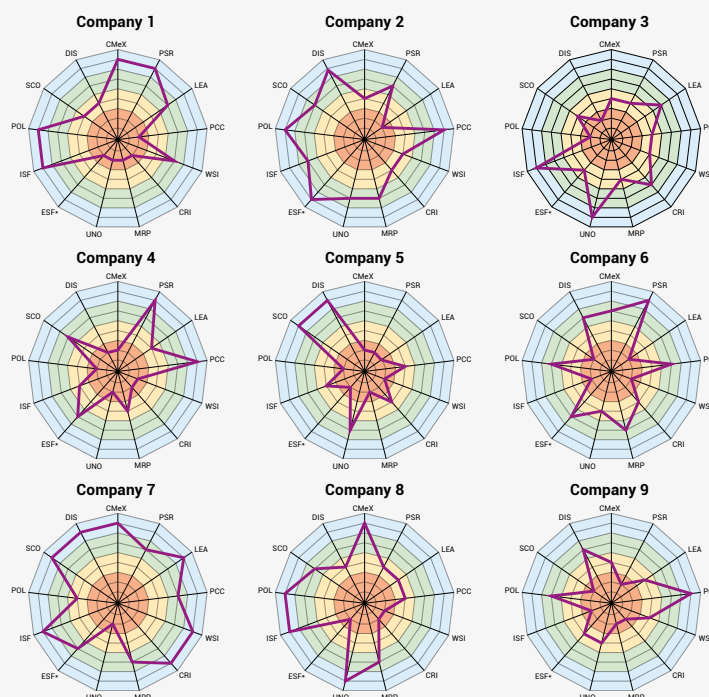 Company 1
Company 2
Company 3
CMeX
PSR
LEA
PCC
WSI
CRI
MRP
UNO
ESF*
ISF
POL
SCO
DIS
CMeX
PSR
LEA
PCC
WSI
CRI
MRP
UNO
ESF*
ISF
POL
SCO
DIS
CMeX
PSR
LEA
WSI
CRI
MRP
UNO
ESF*
ISF
POL
SCO
DIS
Company 4
Company 5
Company 6
CMeX
PSR
LEA
PCC
WSI
CRI
MRP
UNO
ESF*
ISF
POL
SCO
DIS
CMeX
PSR
LEA
PCC
WSI
CRI
MRP
UNO
ESF*
ISF
POL
SCO
DIS
CMeX
PSR
LEA
CRI
MRP
UNO
ESF*
ISF
POL
SCO
DIS
Company 7
Company 8
Company 9
CMeX
PSR
LEA
PCC
WSI
CRI
MRP
UNO
ESF*
ISF
POL
SCO
DIS
CMeX
PSR
LEA
PCC
WSI
CRI
MRP
UNO
ESF*
ISF
POL
SCO
DIS
CMeX
PSR
LEA
CRI
MRP
UNO
ESF*
ISF
POL
SCO
DIS